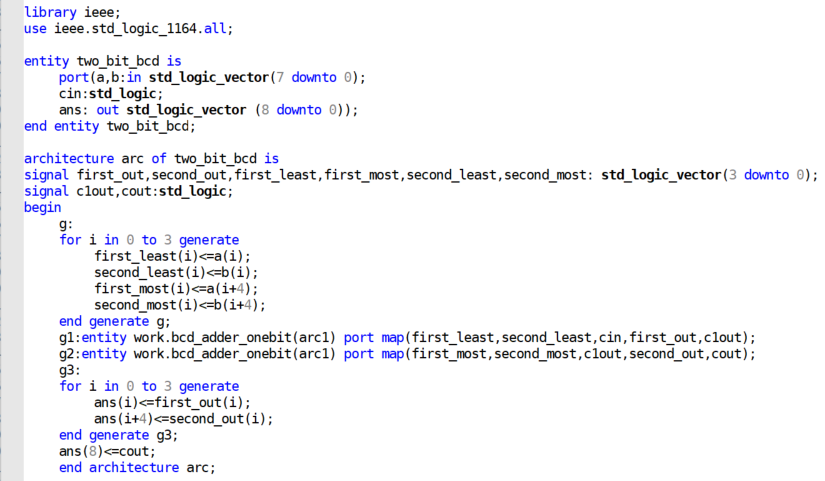 library ieee;
use ieee.std_logic_1164.all;
entity two_bit_bcd is
port(a,b:in std_logic_vector(7 downto 0);
cin:std_logic;
ans: out std_logic_vector (8 downto 0));
end entity two_bit_bcd;
architecture arc of two_bit_bcd is
signal first_out,second_out,first_least,first_most,second_least,second_most: std_logic_vector(3 downto 0);
signal c1out,cout:std_logic;
begin
g:
for i in 0 to 3 generate
first_least(i)<=a(i);
second_least(i)<=b(i);
first_most(i)<=a(i+4);
second_most(i)<=b(i+4);
end generate g;
g1:entity work.bcd_adder_onebit(arc1) port map(first_least,second_least,cin,first_out,c1out);
g2:entity work.bcd_adder_onebit(arc1) port map(first_most,second_most,c1out,second_out,cout);
g3:
for i in 0 to 3 generate
ans(i)<=first_out(i);
ans(i+4)<=second_out(i);
end generate g3;
ans(8)<=cout;
end architecture arc;